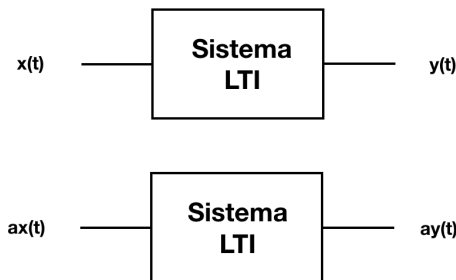 Sistema
LTI
x(t)
y(t)
Sistema
LTI
ax(t)
ay(t)